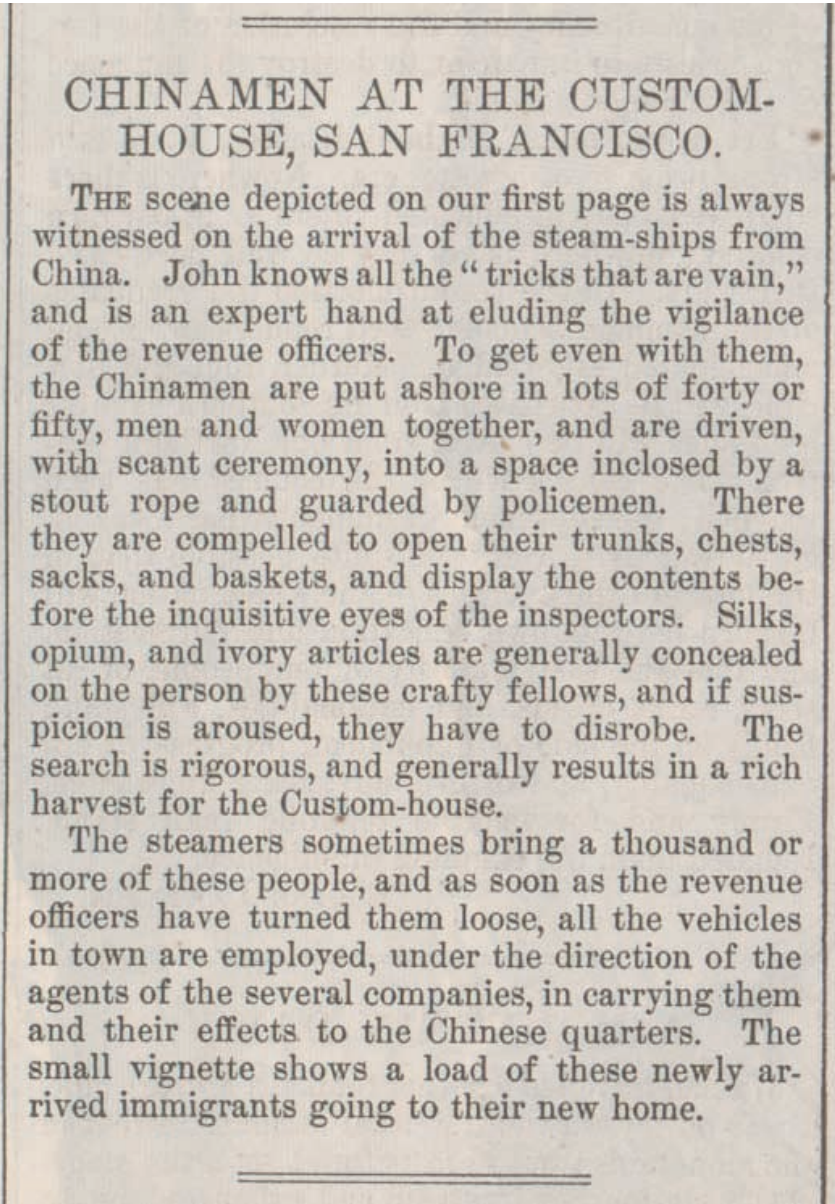 CHINAMEN AT THE CUSTOM-
HOUSE, SAN FRANCISCO.
THE scene depicted on our first page is always
witnessed on the arrival of the steam-ships from
China. John knows all the “tricks that are vain,”
and is an expert hand at eluding the vigilance
of the revenue officers. To get even with them,
the Chinamen are put ashore in lots of forty or
fifty, men and women together, and are driven,
with scant ceremony, into a space inclosed by a
stout rope and guarded by policemen. There
they are compelled to open their trunks, chests,
sacks, and baskets, and display the contents be-
fore the inquisitive eyes of the inspectors. Silks,
opium, and ivory articles are generally concealed
on the person by these crafty fellows, and if sus-
picion is aroused, they have to disrobe. The
search is rigorous, and generally results in a rich
harvest for the Custom-house.
The steamers sometimes bring a thousand or
more of these people, and as soon as the revenue
officers have turned them loose, all the vehicles
in town are employed, under the direction of the
agents of the several companies, in carrying them
and their effects to the Chinese quarters. The
small vignette shows a load of these newly ar-
rived immigrants going to their new home.